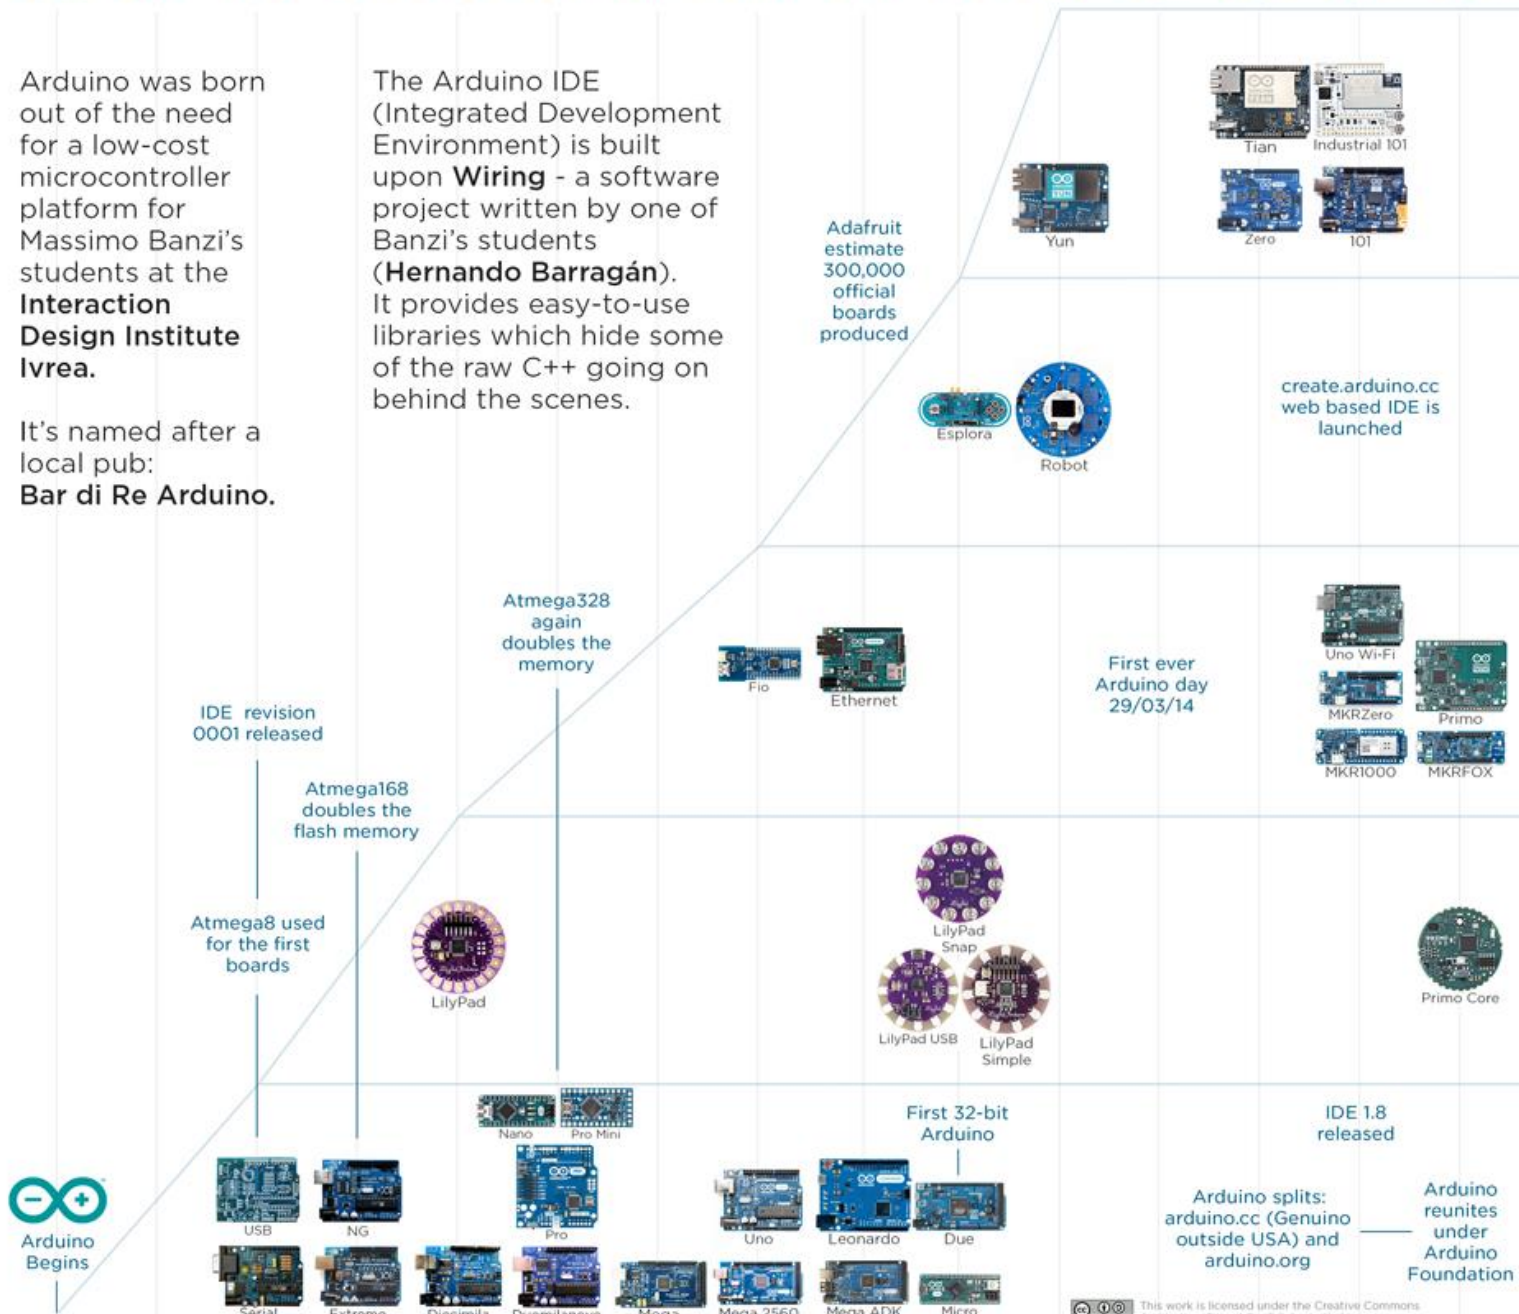 Arduino was born
out of the need
for a low-cost
microcontroller
platform for
Massimo Banzi's
students at the
Interaction
Design Institute
Ivrea.
It's named after a
local pub:
Bar di Re Arduino.
The Arduino IDE
(Integrated Development
Environment) is built
upon Wiring - a software
project written by one of
Banzi's students
(Hernando Barragán).
It provides easy-to-use
libraries which hide some
of the raw C++ going on
behind the scenes.
Adafruit
estimate
300,000
official
boards
produced
Yun
Tian
Industrial 101
Zero
101
Esplora
Robot
create.arduino.cc
web based IDE is
launched
Atmega328
again
doubles the
memory
Fio
Ethernet
First ever
Arduino day
29/03/14
Uno Wi-Fi
MKRZero
Primo
MKR1000
MKRFOX
IDE revision
0001 released
Atmega168
doubles the
flash memory
Atmega8 used
for the first
boards
LilyPad
LilyPad
Snap
LilyPad USB
LilyPad
Simple
Primo Core
Nano
Pro Mini
First 32-bit
Arduino
IDE 1.8
released
USB
NG
Pro
Uno
Leonardo
Due
Arduino splits:
arduino.cc (Genuino
outside USA) and
arduino.org
Arduino
reunites
under
Arduino
Foundation
Arduino
Begins
Serial
Extreme
Diecimila
Duemilanove
Mega
Mega 2560
Mega ADK
Micro
This work is licensed under the Creative Commons